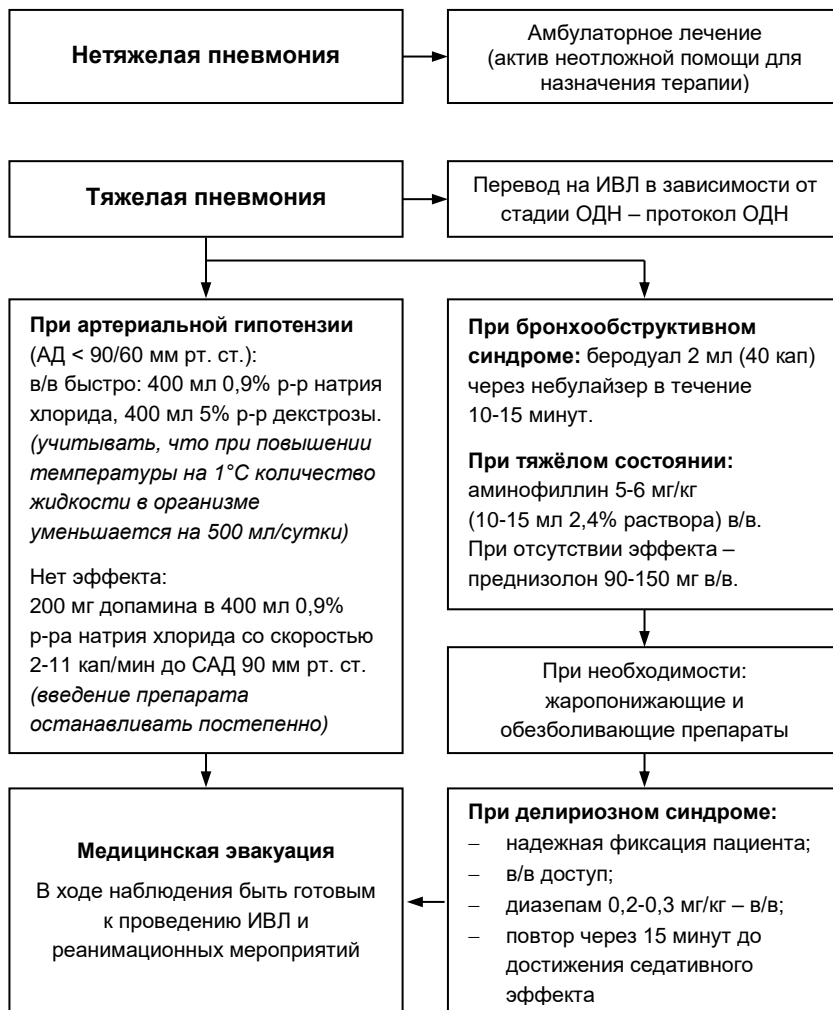 Нетяжелая пневмония
Амбулаторное лечение
(актив неотложной помощи для
назначения терапии)
Тяжелая пневмония
Перевод на ИВЛ в зависимости от
стадии ОДН – протокол ОДН
При артериальной гипотензии
(АД < 90/60 мм рт. ст.):
в/в быстро: 400 мл 0,9% р-р натрия
хлорида, 400 мл 5% р-р декстрозы.
(учитывать, что при повышении
температуры на 1°С количество
жидкости в организме
уменьшается на 500 мл/сутки)
Нет эффекта:
200 мг допамина в 400 мл 0,9%
р-ра натрия хлорида со скоростью
2-11 кап/мин до САД 90 мм рт. ст.
(введение препарата
останавливать постепенно)
При бронхообструктивном
синдроме: беродуал 2 мл (40 кап)
через небулайзер в течение
10-15 минут.
При тяжёлом состоянии:
аминофиллин 5-6 мг/кг
(10-15 мл 2,4% раствора) в/в.
При отсутствии эффекта –
преднизолон 90-150 мг в/в.
При необходимости:
жаропонижающие и
обезболивающие препараты
Медицинская эвакуация
В ходе наблюдения быть готовым
к проведению ИВЛ и
реанимационных мероприятий
При делириозном синдроме:
– надежная фиксация пациента;
– в/в доступ;
– диазепам 0,2-0,3 мг/кг – в/в;
– повтор через 15 минут до
достижения седативного
эффекта